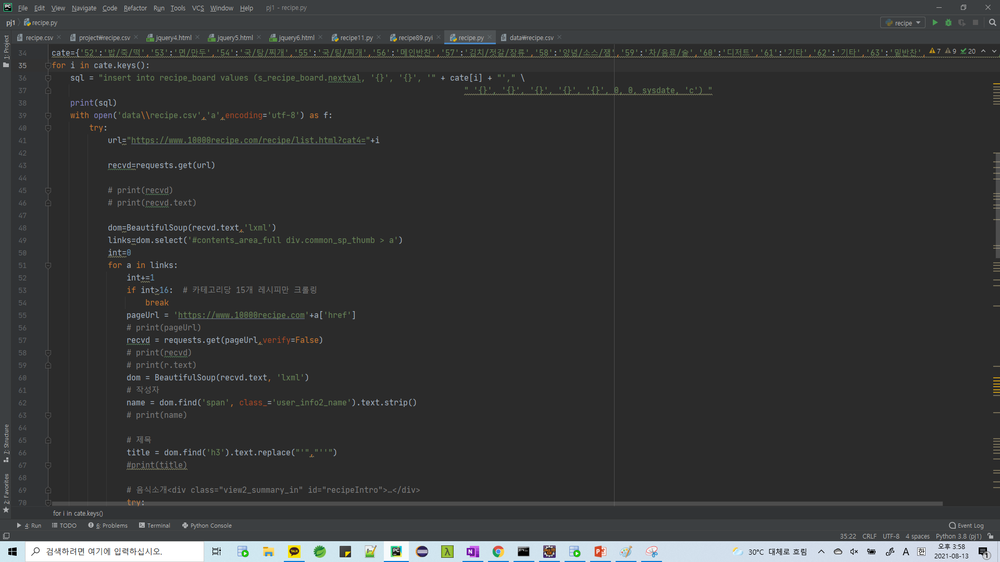 File Edit View Navigate Code Refactor Run Tools VCS Window Help pj1 - recipe.py
pj1 recipe.py recipe
recipe.csv project₩recipe.csv jquery4.html jquery5.html jquery6.html recipe11.py recipe89.pyi recipe.py data₩recipe.csv
1: Project
34 cate={'52':'밥/죽/떡','53':'면/만두','54':'국/탕/찌개','55':'국/탕/찌개','56':'메인반찬','57':'김치/젓갈/장류','58':'양념/소스/잼','59':'차/음료/술','60':'디저트','61':'기타','62':'기타','63':'밑반찬', 7 9 20
35 for i in cate.keys():
36 sql = "insert into recipe_board values (s_recipe_board.nextval, '{}', '{}', '" + cate[i] + "'," \
37 " '{}', '{}', '{}', '{}', '{}', 0, 0, sysdate, 'c') "
38 print(sql)
39 with open('data\\recipe.csv','a',encoding='utf-8') as f:
40 try:
41 url="https://www.10000recipe.com/recipe/list.html?cat4="+i
42
43 recvd=requests.get(url)
44
45 # print(recvd)
46 # print(recvd.text)
47
48 dom=BeautifulSoup(recvd.text,'lxml')
49 links=dom.select('#contents_area_full div.common_sp_thumb > a')
50 int=0
51 for a in links:
52 int+=1
53 if int>16: # 카테고리당 15개 레시피만 크롤링
54 break
55 pageUrl = 'https://www.10000recipe.com'+a['href']
56 # print(pageUrl)
57 recvd = requests.get(pageUrl,verify=False)
58 # print(recvd)
59 # print(r.text)
60 dom = BeautifulSoup(recvd.text, 'lxml')
61 # 작성자
62 name = dom.find('span', class_='user_info2_name').text.strip()
63 # print(name)
64
65 # 제목
66 title = dom.find('h3').text.replace("'","''")
67 #print(title)
68
69 # 음식소개<div class="view2_summary_in" id="recipeIntro">…</div>
70 try:
7: Structure
2: Favorites
for i in cate.keys()
4: Run TODO 6: Problems Terminal Python Console Event Log
35:22 CRLF UTF-8 4 spaces Python 3.8 (pj1)
검색하려면 여기에 입력하십시오. 30°C 대체로 흐림 A 한 오후 3:58
2021-08-13 1